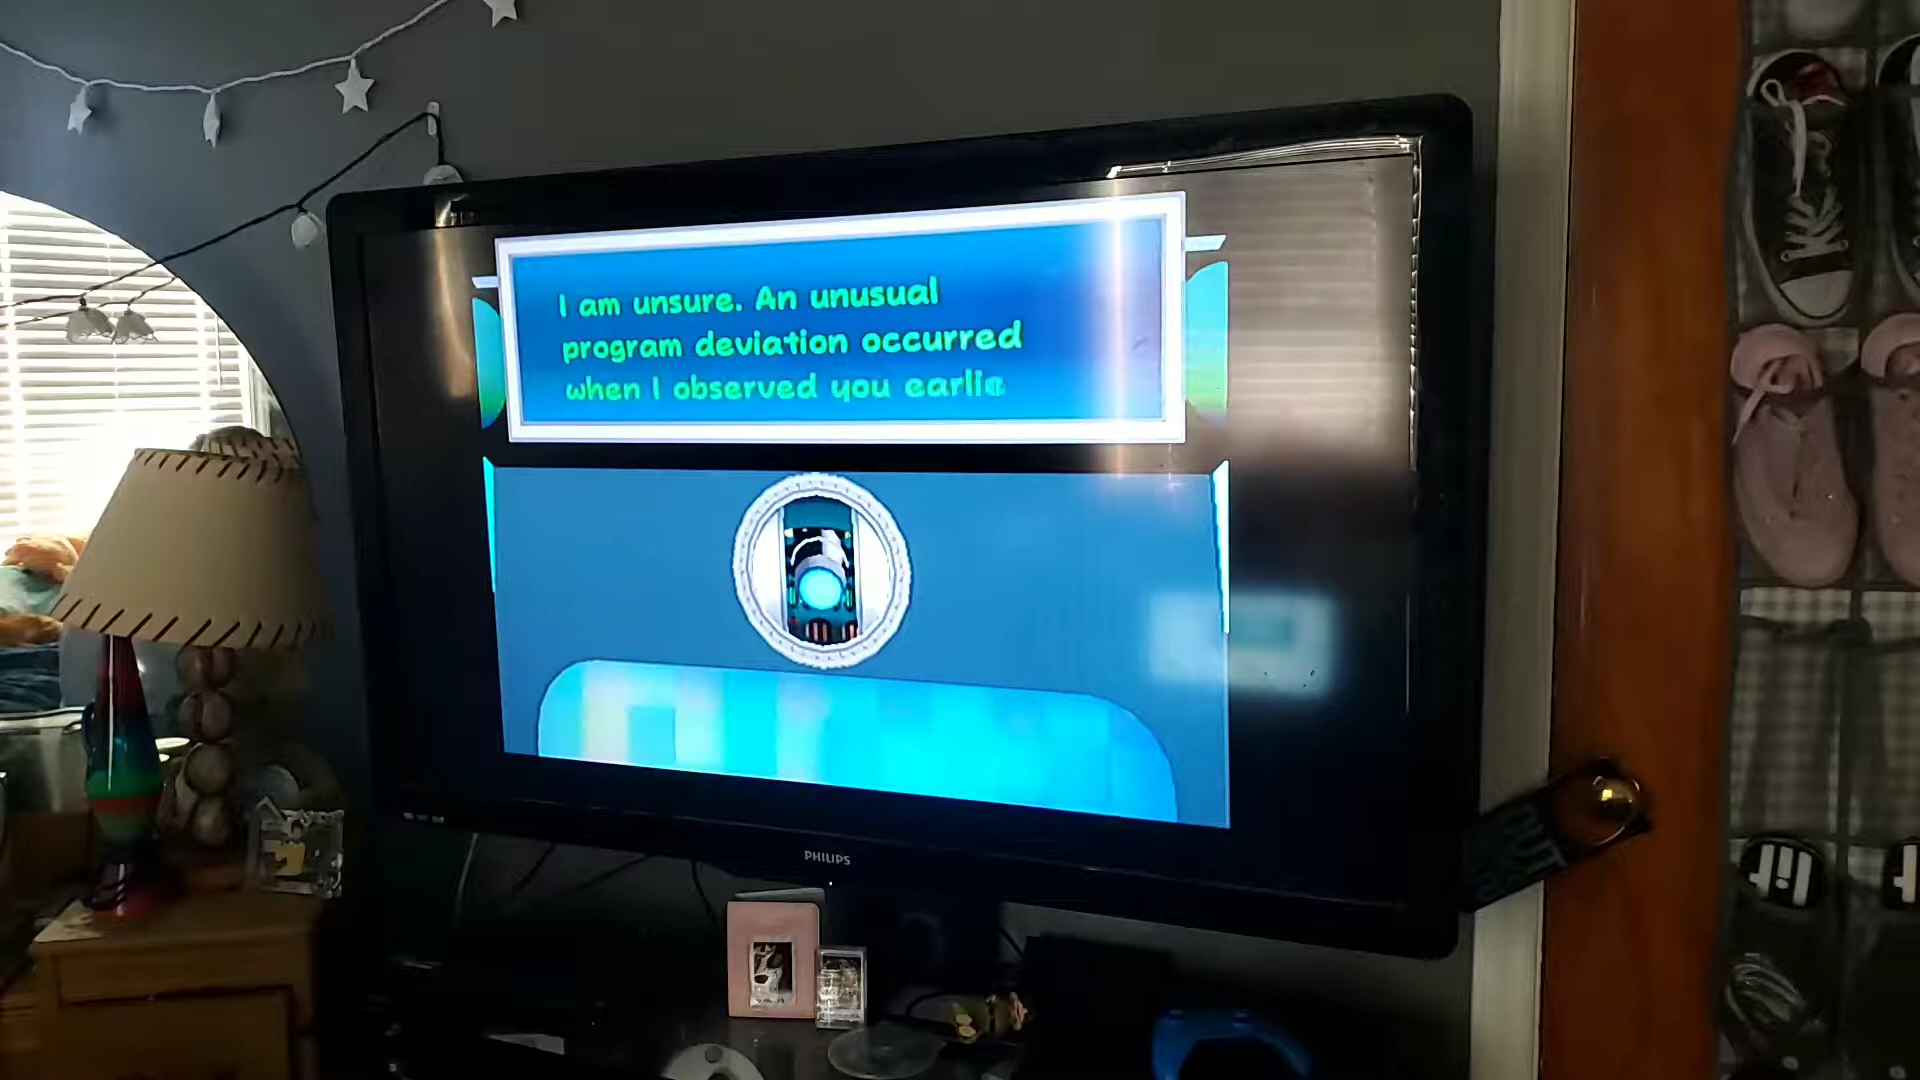 I am unsure. An unusual
program deviation occurred
when I observed you earlie
PHILIPS